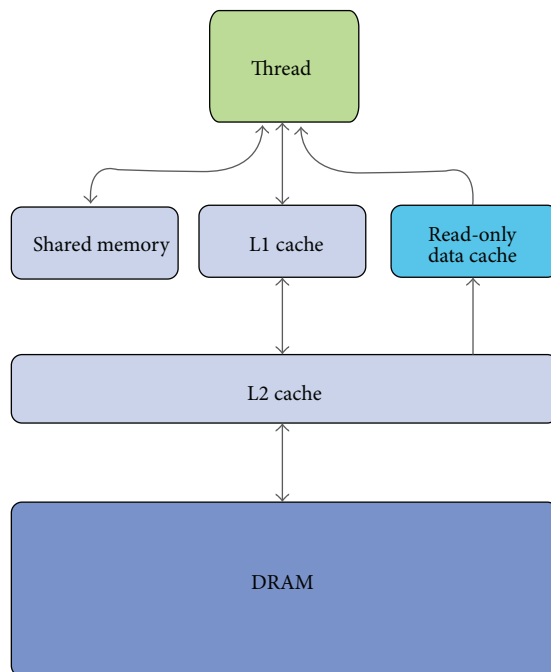 Thread
Shared memory
L1 cache
Read-only
data cache
L2 cache
DRAM